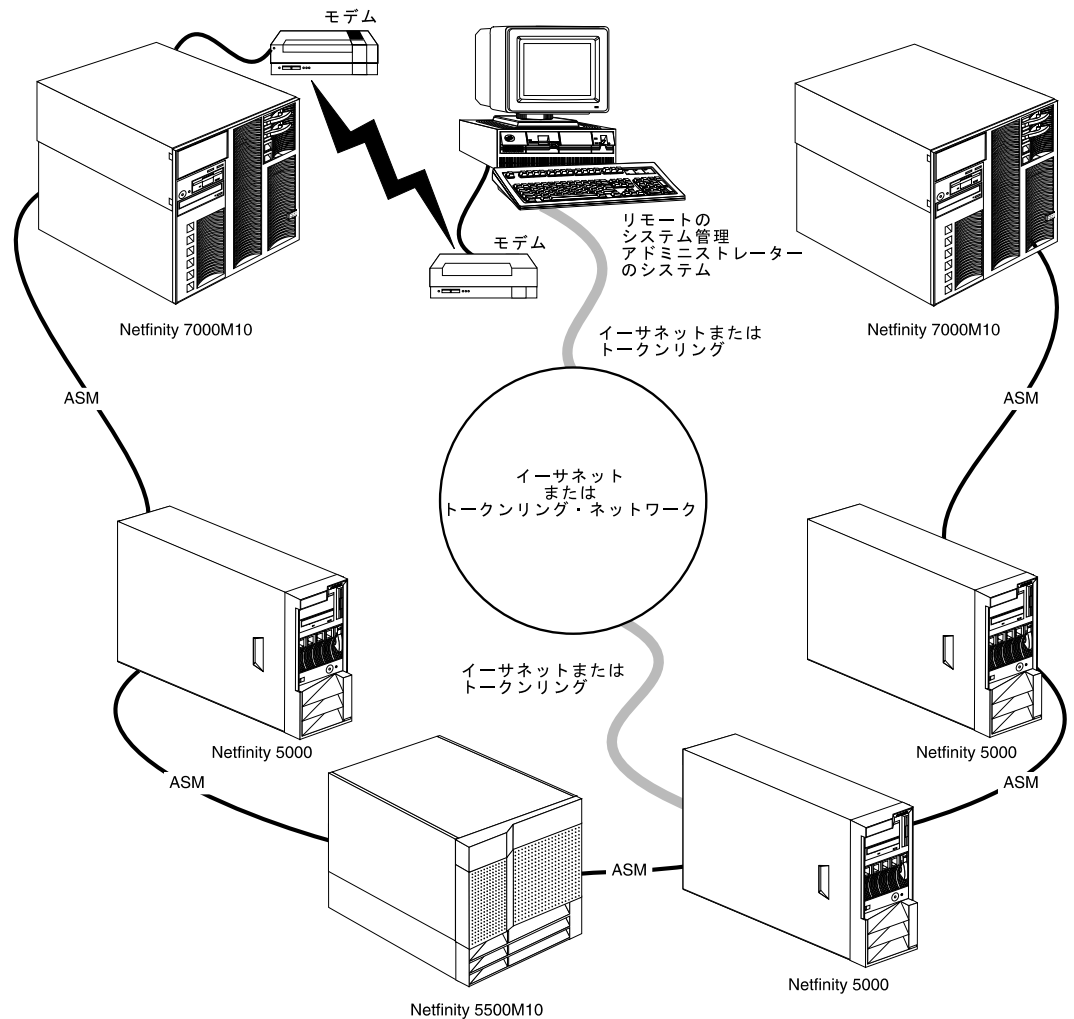 モデム
モデム
リモートの
システム管理
アドミニストレーター
のシステム
Netfinity 7000M10
Netfinity 7000M10
イーサネットまたは
トークンリング
ASM
ASM
イーサネット
または
トークンリング・ネットワーク
イーサネットまたは
トークンリング
Netfinity 5000
Netfinity 5000
ASM
ASM
ASM
Netfinity 5000
Netfinity 5500M10